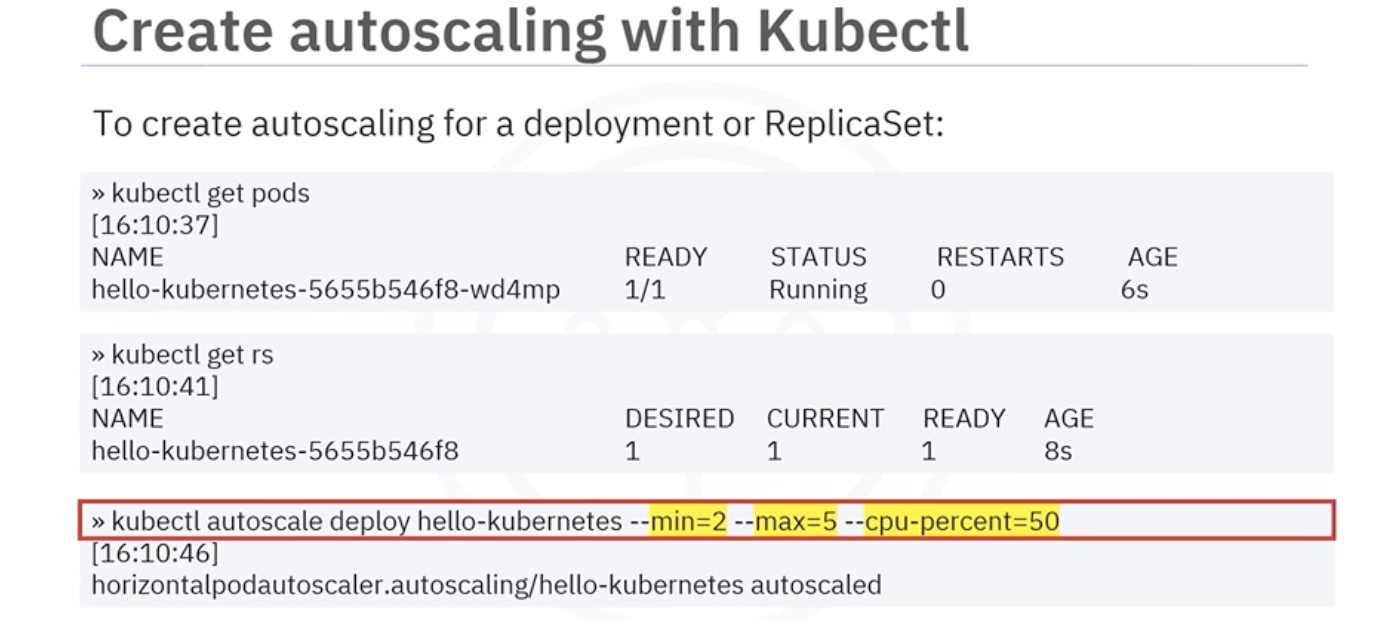 Create autoscaling with Kubectl
To create autoscaling for a deployment or ReplicaSet:
» kubectl get pods
[16:10:37]
NAME READY STATUS RESTARTS AGE
hello-kubernetes-5655b546f8-wd4mp 1/1 Running 0 6s
» kubectl get rs
[16:10:41]
NAME DESIRED CURRENT READY AGE
hello-kubernetes-5655b546f8 1 1 1 8s
» kubectl autoscale deploy hello-kubernetes --min=2 --max=5 --cpu-percent=50
[16:10:46]
horizontalpodautoscaler.autoscaling/hello-kubernetes autoscaled